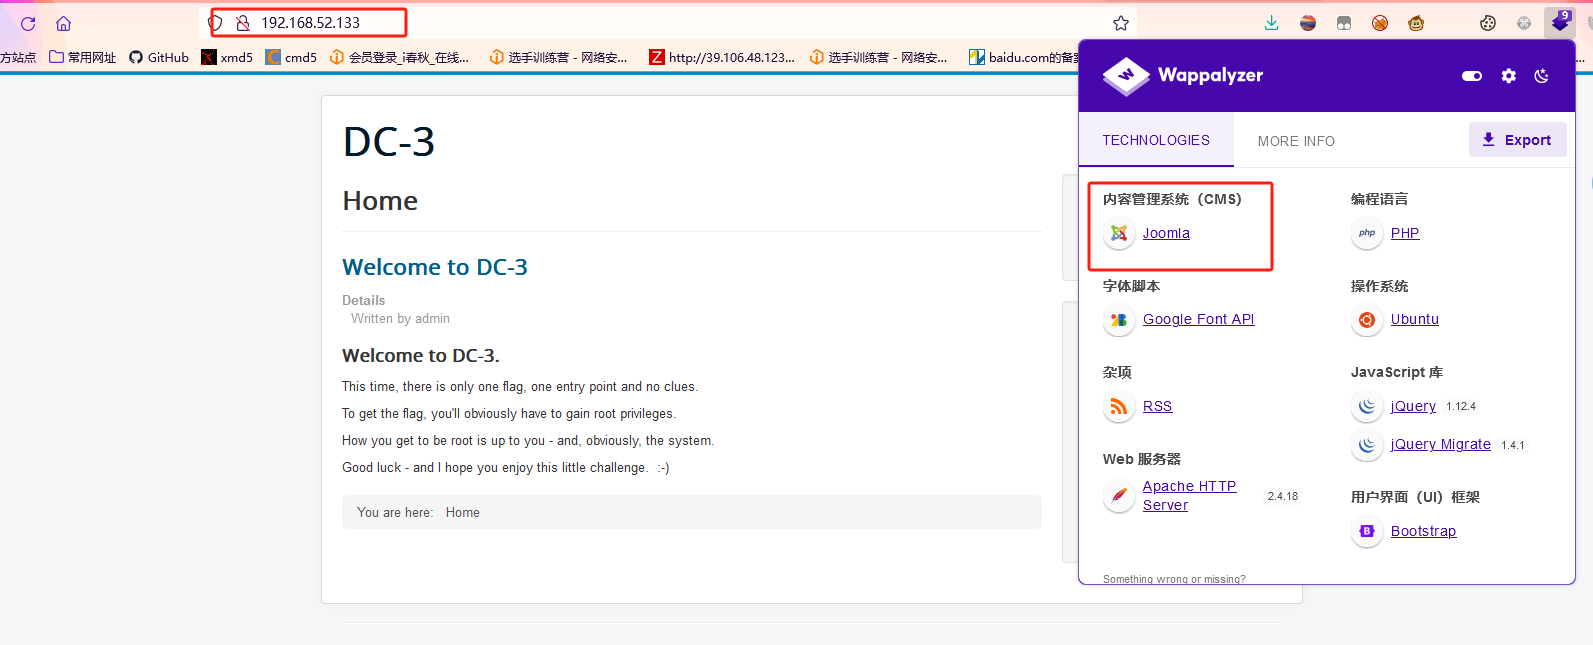 192.168.52.133
9
方站点 常用网址 GitHub xmd5 cmd5 会员登录_i春秋_在线... 选手训练营 - 网络安... http://39.106.48.123... 选手训练营 - 网络安... baidu.com的备案
Wappalyzer
TECHNOLOGIES MORE INFO Export
DC-3
Home
Welcome to DC-3
Details
Written by admin
Welcome to DC-3.
This time, there is only one flag, one entry point and no clues.
To get the flag, you'll obviously have to gain root privileges.
How you get to be root is up to you - and, obviously, the system.
Good luck - and I hope you enjoy this little challenge. :-)
You are here: Home
内容管理系统（CMS）
Joomla
字体脚本
Google Font API
杂项
RSS
Web 服务器
Apache HTTP
Server 2.4.18
编程语言
php PHP
操作系统
Ubuntu
JavaScript 库
jQuery 1.12.4
jQuery Migrate 1.4.1
用户界面（UI）框架
B Bootstrap
Something wrong or missing?